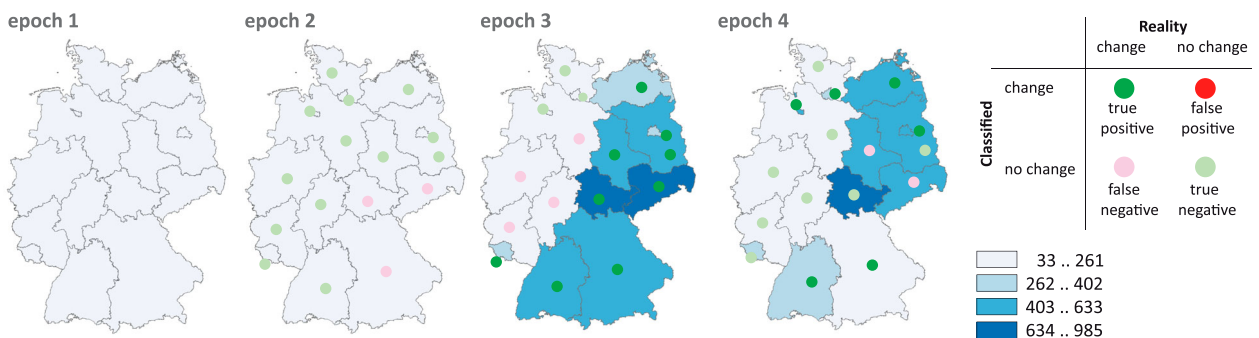 epoch 1
epoch 2
epoch 3
epoch 4
Reality
change no change
Classified
change
true positive
false positive
no change
false negative
true negative
33 .. 261
262 .. 402
403 .. 633
634 .. 985